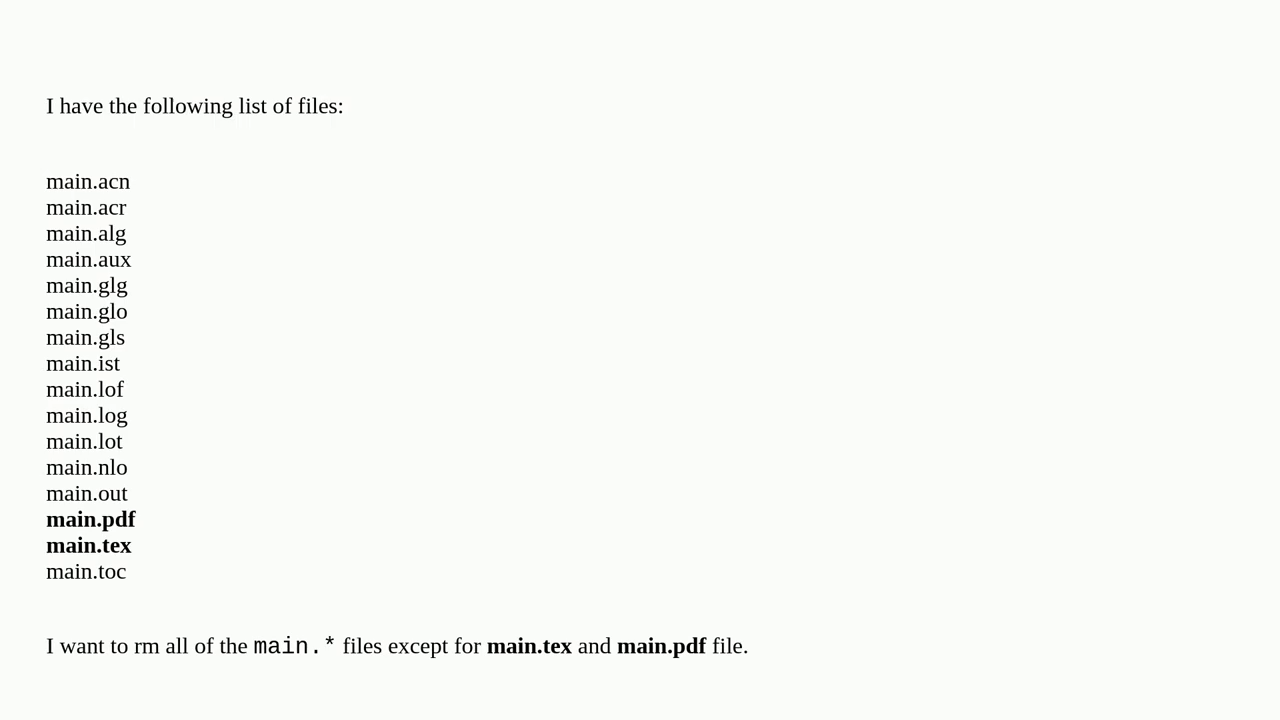 I have the following list of files:
main.acn
main.acr
main.alg
main.aux
main.glg
main.glo
main.gls
main.ist
main.lof
main.log
main.lot
main.nlo
main.out
main.pdf
main.tex
main.toc
I want to rm all of the main.* files except for main.tex and main.pdf file.